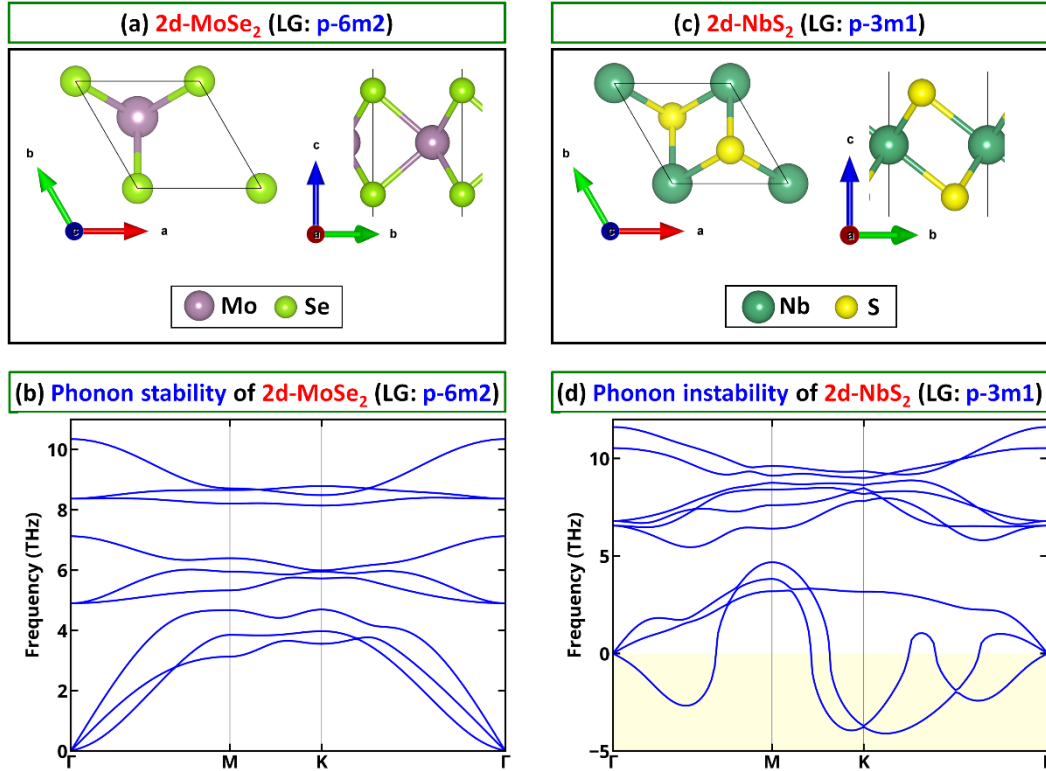 (a) 2d-MoSe₂ (LG: p-6m2)
b
c
a
c
a
b
Mo Se
(c) 2d-NbS₂ (LG: p-3m1)
b
c
a
c
a
b
Nb S
(b) Phonon stability of 2d-MoSe₂ (LG: p-6m2)
Frequency (THz)
10
8
6
4
2
0
Γ M K Γ
(d) Phonon instability of 2d-NbS₂ (LG: p-3m1)
Frequency (THz)
10
5
0
−5
Γ M K